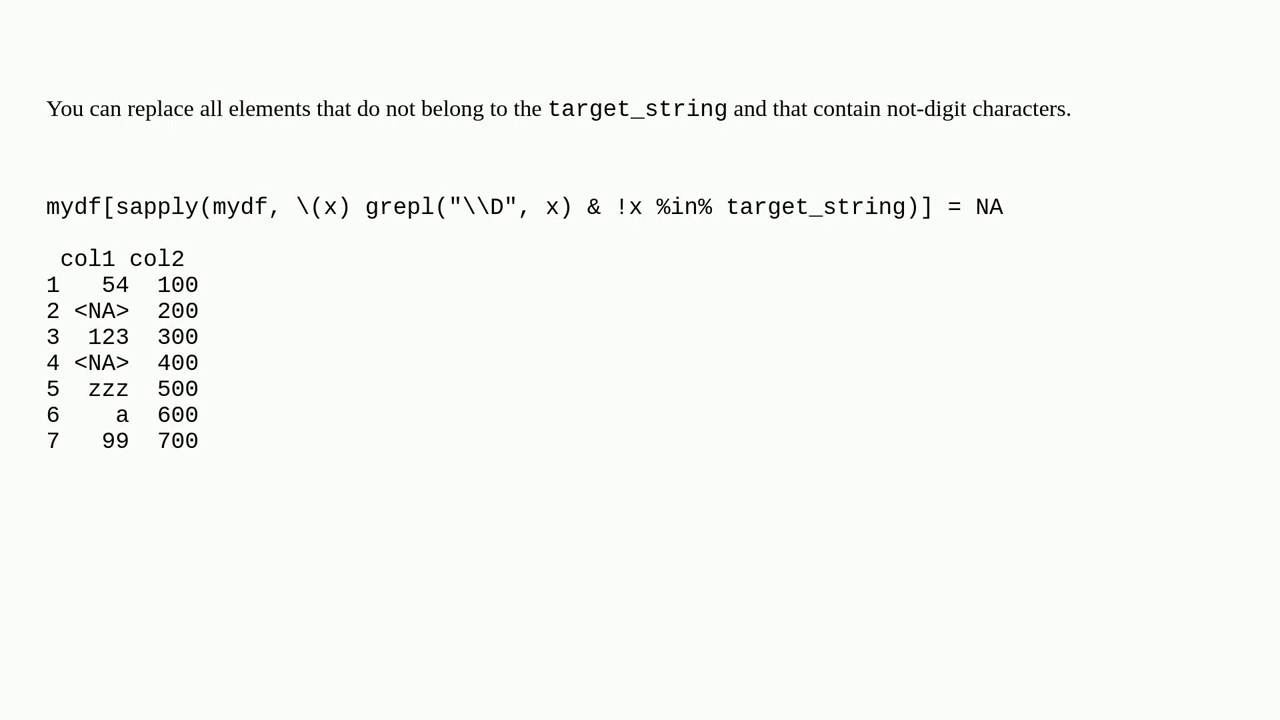 You can replace all elements that do not belong to the target_string and that contain not-digit characters.
mydf[sapply(mydf, \(x) grepl("\\D", x) & !x %in% target_string)] = NA
 col1 col2
1   54  100
2 <NA>  200
3  123  300
4 <NA>  400
5  zzz  500
6    a  600
7   99  700